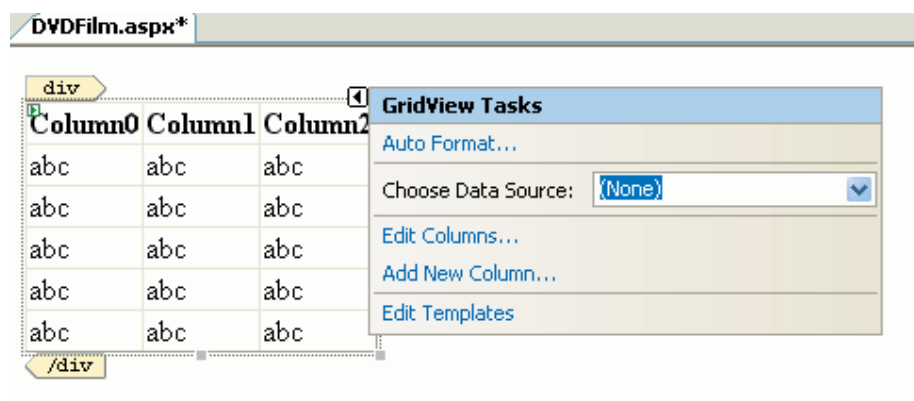 DVDFilm.aspx*
div
Column0 Column1 Column2
abc abc abc
abc abc abc
abc abc abc
abc abc abc
abc abc abc
/div
GridView Tasks
Auto Format...
Choose Data Source: (None)
Edit Columns...
Add New Column...
Edit Templates